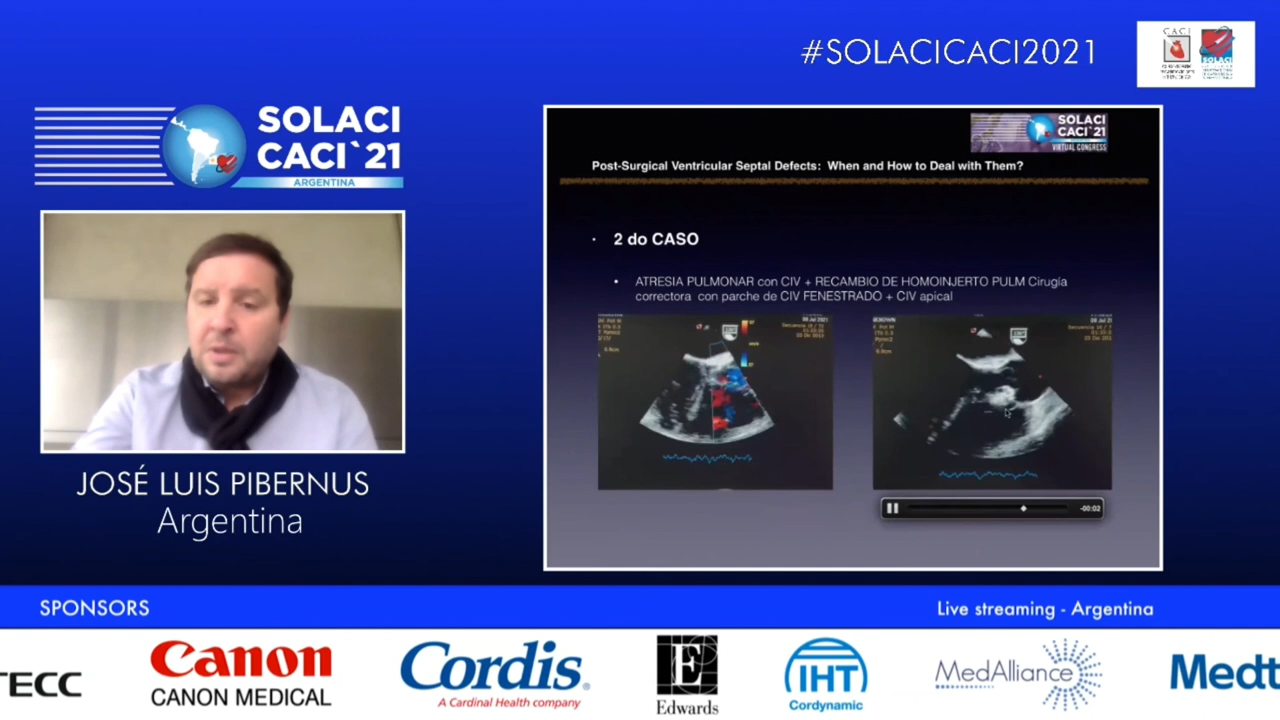 #SOLACICACI2021
CACI
SOLACI
SOLACI
CACI`21
ARGENTINA
SOLACI
CACI`21
VIRTUAL CONGRESS
Post-Surgical Ventricular Septal Defects: When and How to Deal with Them?
• 2 do CASO
• ATRESIA PULMONAR con CIV + RECAMBIO DE HOMOINJERTO PULM Cirugía
correctora con parche de CIV FENESTRADO + CIV apical
-00:02
JOSÉ LUIS PIBERNUS
Argentina
SPONSORS
Live streaming - Argentina
TECC
Canon
CANON MEDICAL
Cordis
A Cardinal Health company
Edwards
IHT
Cordynamic
MedAlliance
Medt